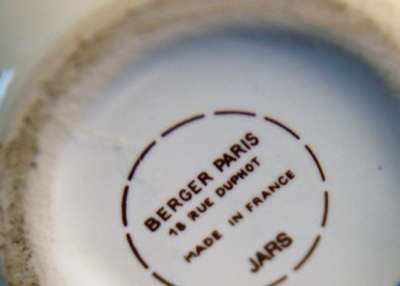 BERGER PARIS
18 RUE DUPHOT
MADE IN FRANCE
JARS